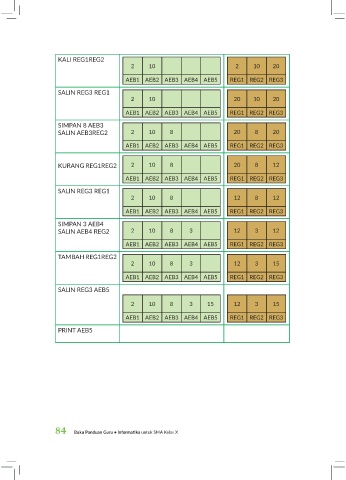 KALI REG1REG2
2 10 2 10 20
AEB1 AEB2 AEB3 AEB4 AEB5 REG1 REG2 REG3
SALIN REG3 REG1
2 10 20 10 20
AEB1 AEB2 AEB3 AEB4 AEB5 REG1 REG2 REG3
SIMPAN 8 AEB3
SALIN AEB3REG2
2 10 8 20 8 20
AEB1 AEB2 AEB3 AEB4 AEB5 REG1 REG2 REG3
KURANG REG1REG2
2 10 8 20 8 12
AEB1 AEB2 AEB3 AEB4 AEB5 REG1 REG2 REG3
SALIN REG3 REG1
2 10 8 12 8 12
AEB1 AEB2 AEB3 AEB4 AEB5 REG1 REG2 REG3
SIMPAN 3 AEB4
SALIN AEB4 REG2
2 10 8 3 12 3 12
AEB1 AEB2 AEB3 AEB4 AEB5 REG1 REG2 REG3
TAMBAH REG1REG2
2 10 8 3 12 3 15
AEB1 AEB2 AEB3 AEB4 AEB5 REG1 REG2 REG3
SALIN REG3 AEB5
2 10 8 3 15 12 3 15
AEB1 AEB2 AEB3 AEB4 AEB5 REG1 REG2 REG3
PRINT AEB5
84 Buku Panduan Guru • Informatika untuk SMA Kelas X